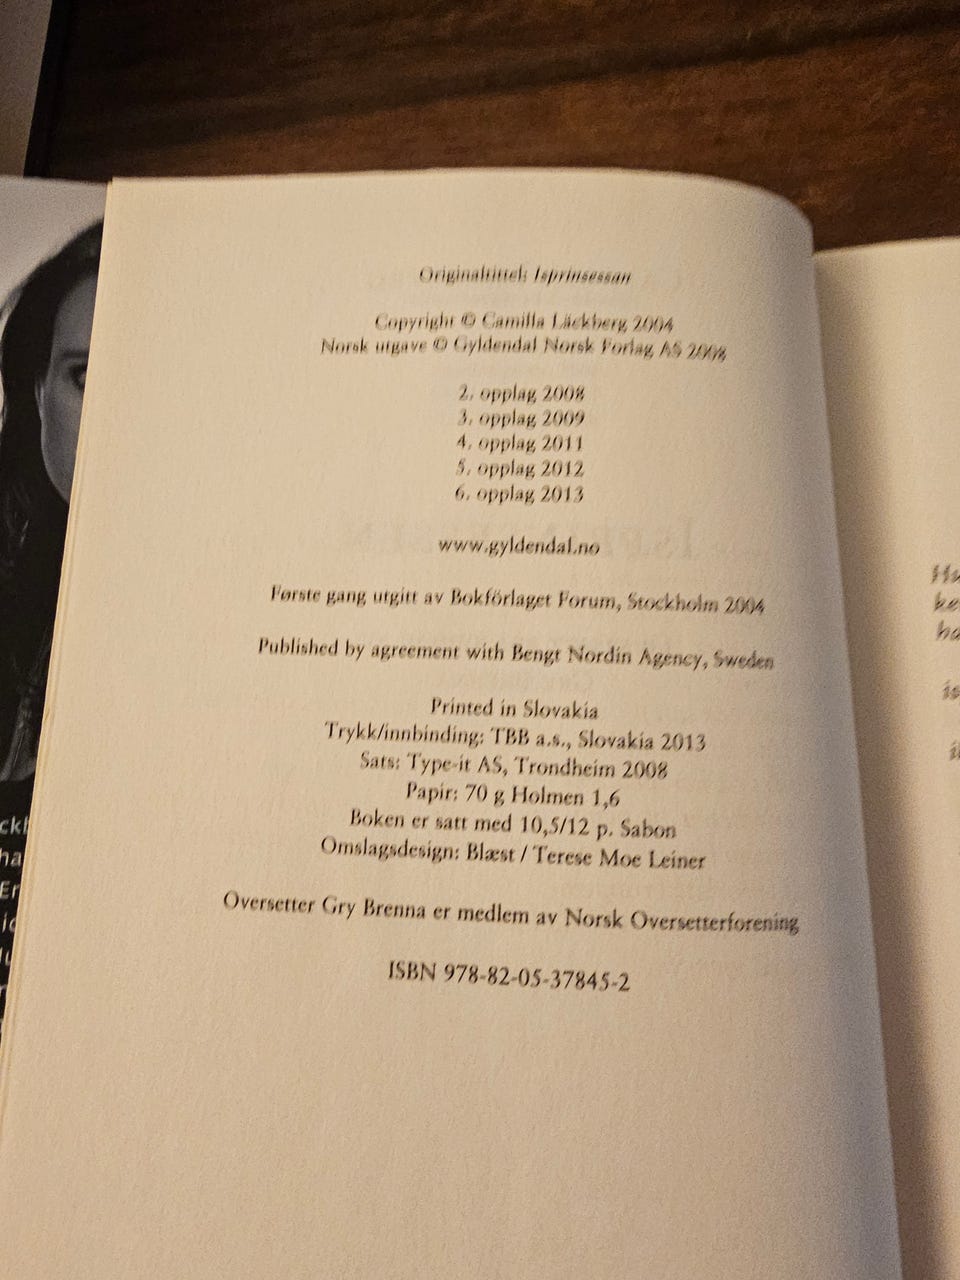 Originaltittel: Isprinsessan
Copyright © Camilla Läckberg 2004
Norsk utgave © Gyldendal Norsk Forlag AS 2008
2. opplag 2008
3. opplag 2009
4. opplag 2011
5. opplag 2012
6. opplag 2013
www.gyldendal.no
Første gang utgitt av Bokförlaget Forum, Stockholm 2004
Published by agreement with Bengt Nordin Agency, Sweden
Printed in Slovakia
Trykk/innbinding: TBB a.s., Slovakia 2013
Sats: Type-it AS, Trondheim 2008
Papir: 70 g Holmen 1,6
Boken er satt med 10,5/12 p. Sabon
Omslagsdesign: Blæst / Terese Moe Leiner
Oversetter Gry Brenna er medlem av Norsk Oversetterforening
ISBN 978-82-05-37845-2